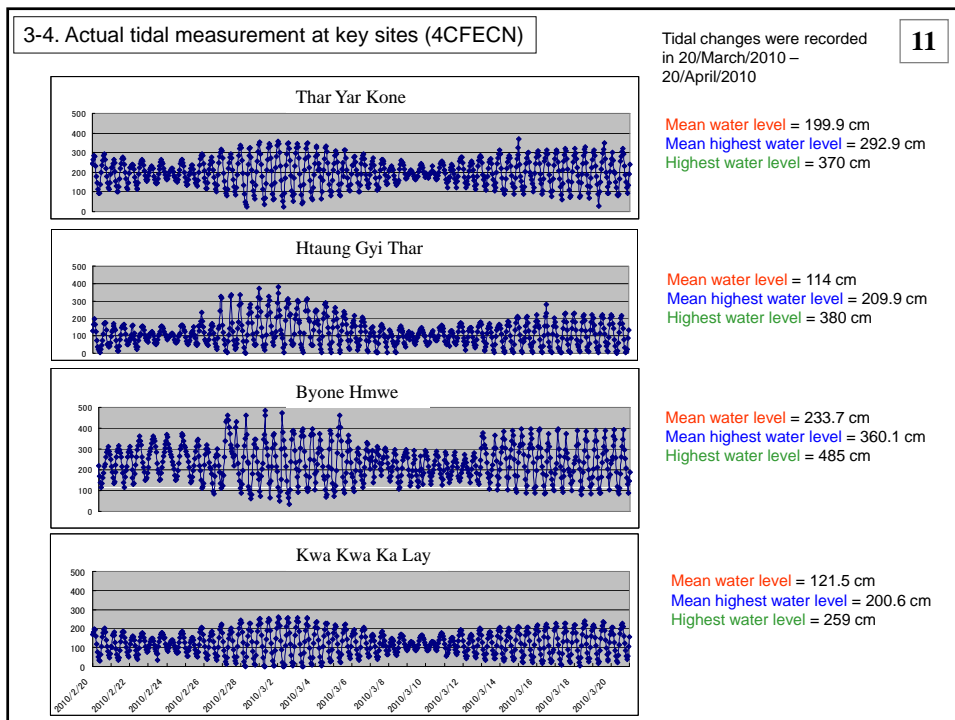 3-4. Actual tidal measurement at key sites (4CFECN)
Tidal changes were recorded
in 20/March/2010 –
20/April/2010
11
Thar Yar Kone
500
400
300
200
100
0
Mean water level = 199.9 cm
Mean highest water level = 292.9 cm
Highest water level = 370 cm
Htaung Gyi Thar
500
400
300
200
100
0
Mean water level = 114 cm
Mean highest water level = 209.9 cm
Highest water level = 380 cm
Byone Hmwe
500
400
300
200
100
0
Mean water level = 233.7 cm
Mean highest water level = 360.1 cm
Highest water level = 485 cm
Kwa Kwa Ka Lay
500
400
300
200
100
0
2010/2/20
2010/2/22
2010/2/24
2010/2/26
2010/2/28
2010/3/2
2010/3/4
2010/3/6
2010/3/8
2010/3/10
2010/3/12
2010/3/14
2010/3/16
2010/3/18
2010/3/20
Mean water level = 121.5 cm
Mean highest water level = 200.6 cm
Highest water level = 259 cm